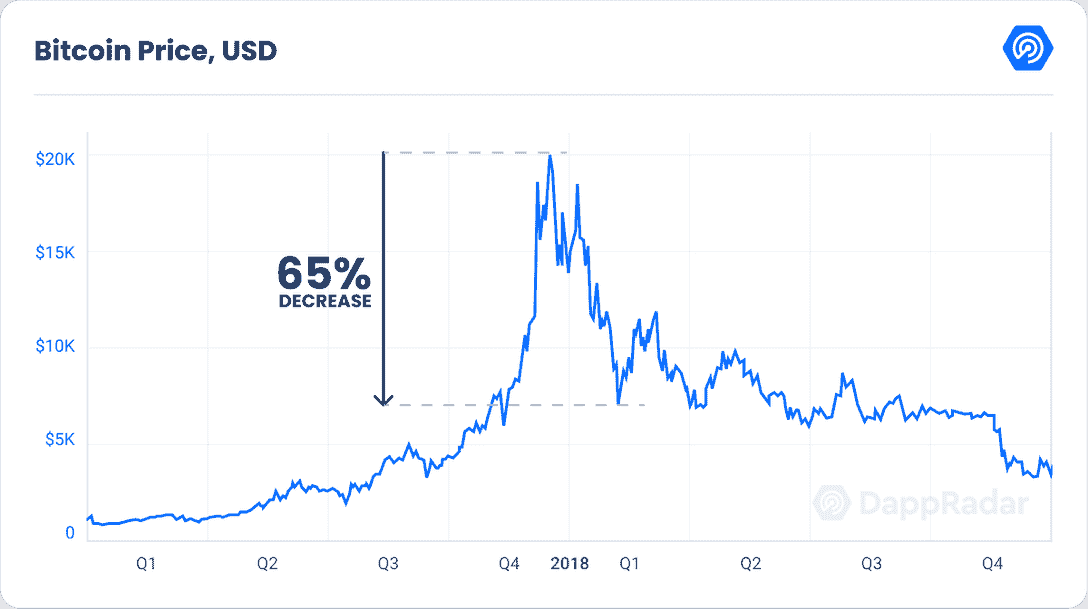 Bitcoin Price, USD
$20K
$15K
$10K
$5K
0
65%
DECREASE
DappRadar
Q1 Q2 Q3 Q4 2018 Q1 Q2 Q3 Q4